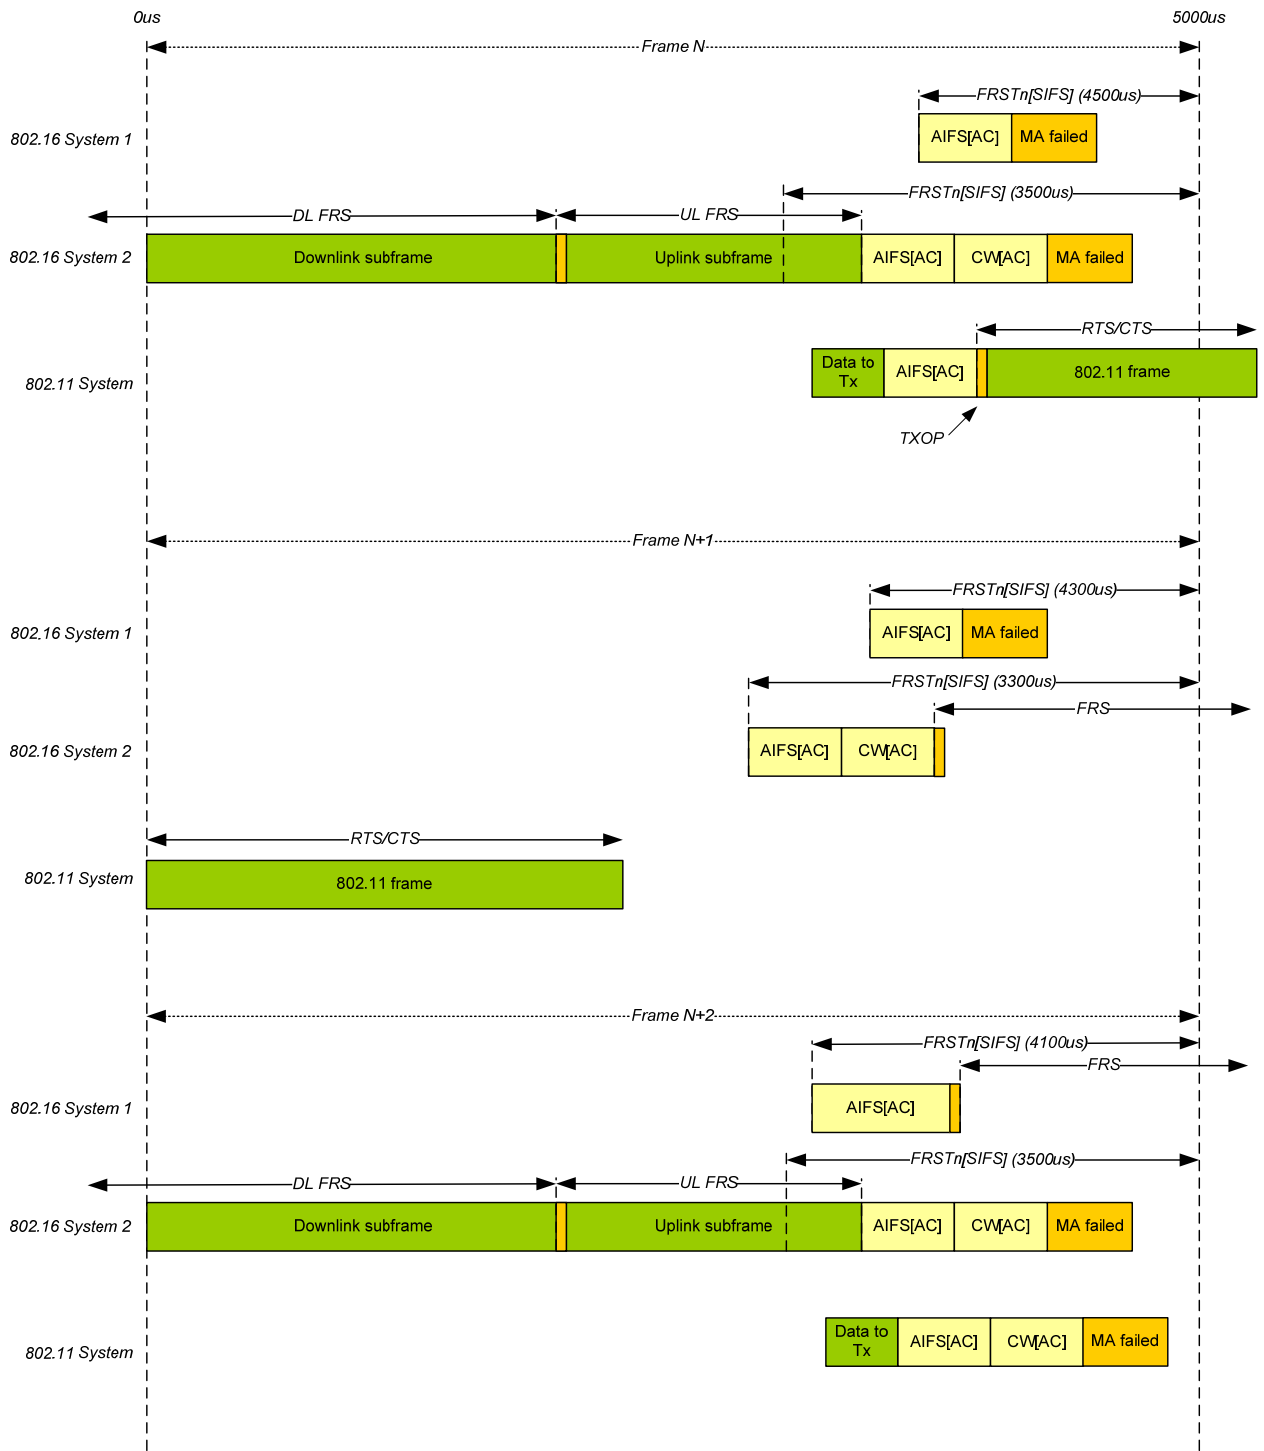 0us
5000us
Frame N
FRSTn[SIFS] (4500us)
802.16 System 1
AIFS[AC]
MA failed
FRSTn[SIFS] (3500us)
DL FRS
UL FRS
802.16 System 2
Downlink subframe
Uplink subframe
AIFS[AC]
CW[AC]
MA failed
RTS/CTS
802.11 System
Data to
Tx
AIFS[AC]
802.11 frame
TXOP
Frame N+1
FRSTn[SIFS] (4300us)
802.16 System 1
AIFS[AC]
MA failed
FRSTn[SIFS] (3300us)
FRS
802.16 System 2
AIFS[AC]
CW[AC]
RTS/CTS
802.11 System
802.11 frame
Frame N+2
FRSTn[SIFS] (4100us)
FRS
802.16 System 1
AIFS[AC]
FRSTn[SIFS] (3500us)
DL FRS
UL FRS
802.16 System 2
Downlink subframe
Uplink subframe
AIFS[AC]
CW[AC]
MA failed
802.11 System
Data to
Tx
AIFS[AC]
CW[AC]
MA failed